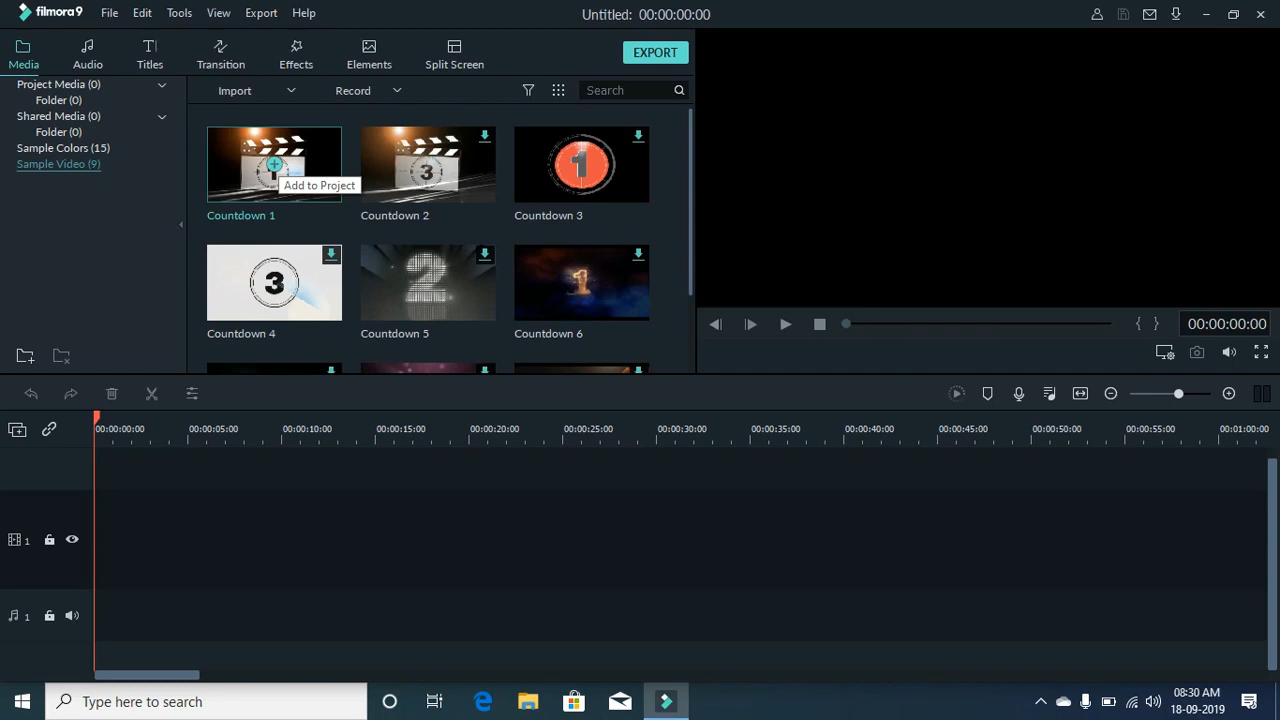 filmora9 File Edit Tools View Export Help Untitled: 00:00:00:00
Media Audio Titles Transition Effects Elements Split Screen EXPORT
Project Media (0)
Folder (0)
Shared Media (0)
Folder (0)
Sample Colors (15)
Sample Video (9)
Import Record Search
1
Add to Project
3
1
Countdown 1 Countdown 2 Countdown 3
3
2
1
Countdown 4 Countdown 5 Countdown 6
{ } 00:00:00:00
00:00:00:00 00:00:05:00 00:00:10:00 00:00:15:00 00:00:20:00 00:00:25:00 00:00:30:00 00:00:35:00 00:00:40:00 00:00:45:00 00:00:50:00 00:00:55:00 00:01:00:00
1
1
Type here to search
08:30 AM
18-09-2019